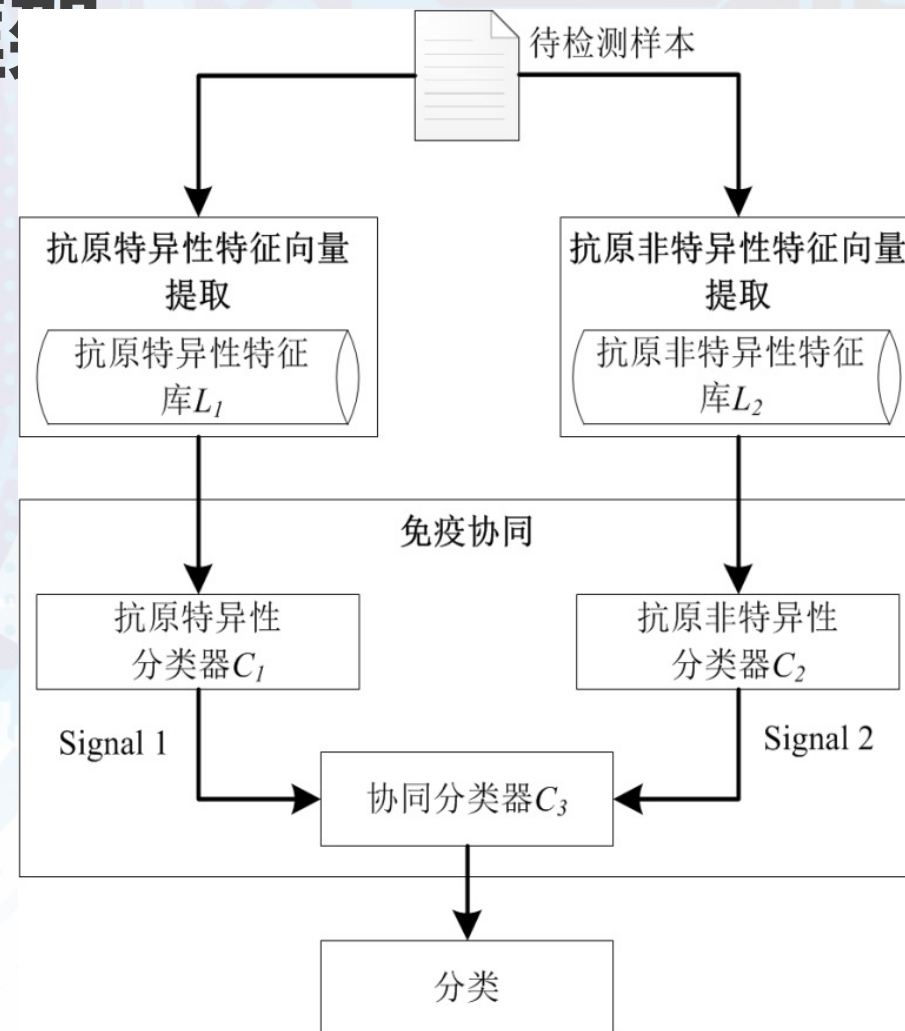 待检测样本
抗原特异性特征向量
提取
抗原特异性特征
库L1
抗原非特异性特征向量
提取
抗原非特异性特征
库L2
免疫协同
抗原特异性
分类器C1
抗原非特异性
分类器C2
Signal 1
Signal 2
协同分类器C3
分类